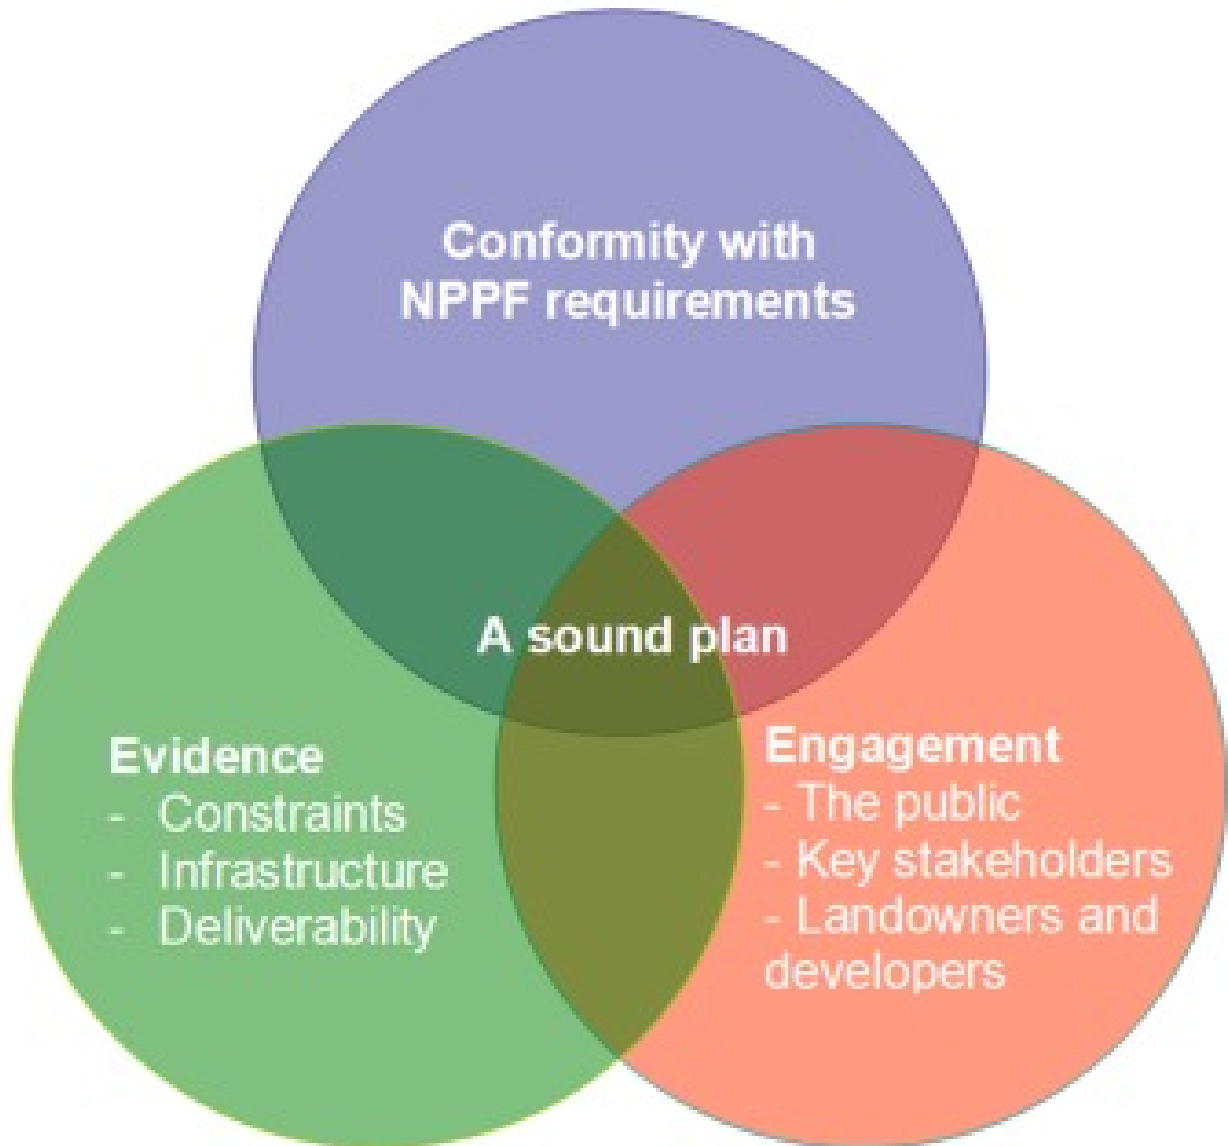 Conformity with
NPPF requirements
A sound plan
Evidence
- Constraints
- Infrastructure
- Deliverability
Engagement
- The public
- Key stakeholders
- Landowners and
developers